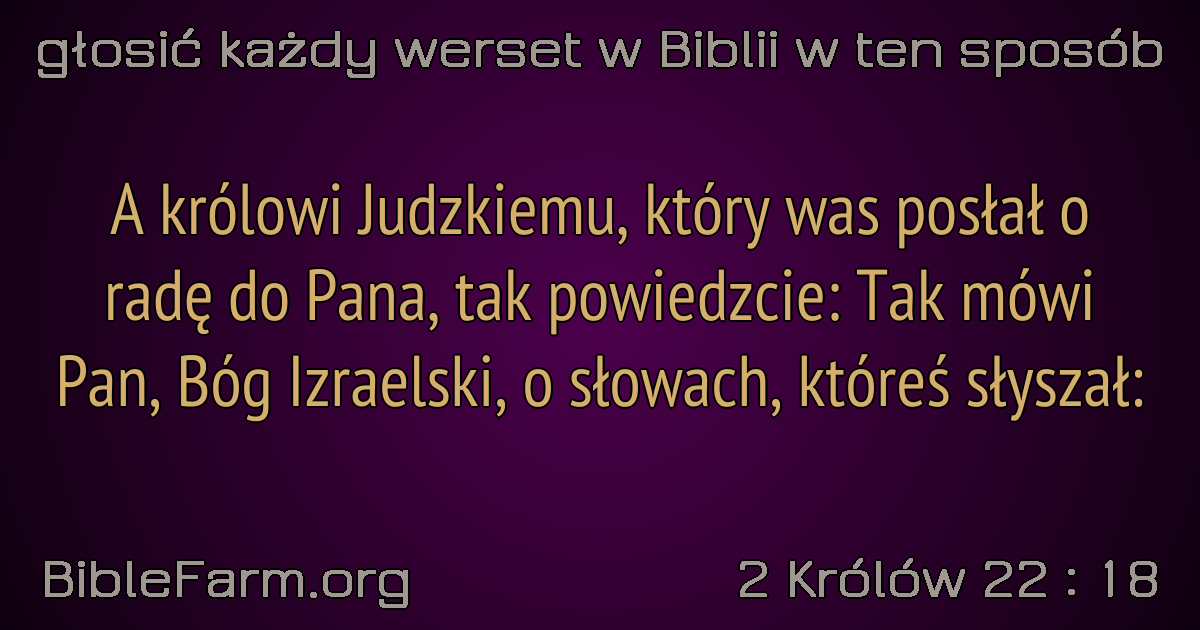 głosić każdy werset w Biblii w ten sposób
A królowi Judzkiemu, który was posłał o
radę do Pana, tak powiedzcie: Tak mówi
Pan, Bóg Izraelski, o słowach, któreś słyszał:
BibleFarm.org
2 Królów 22 : 18